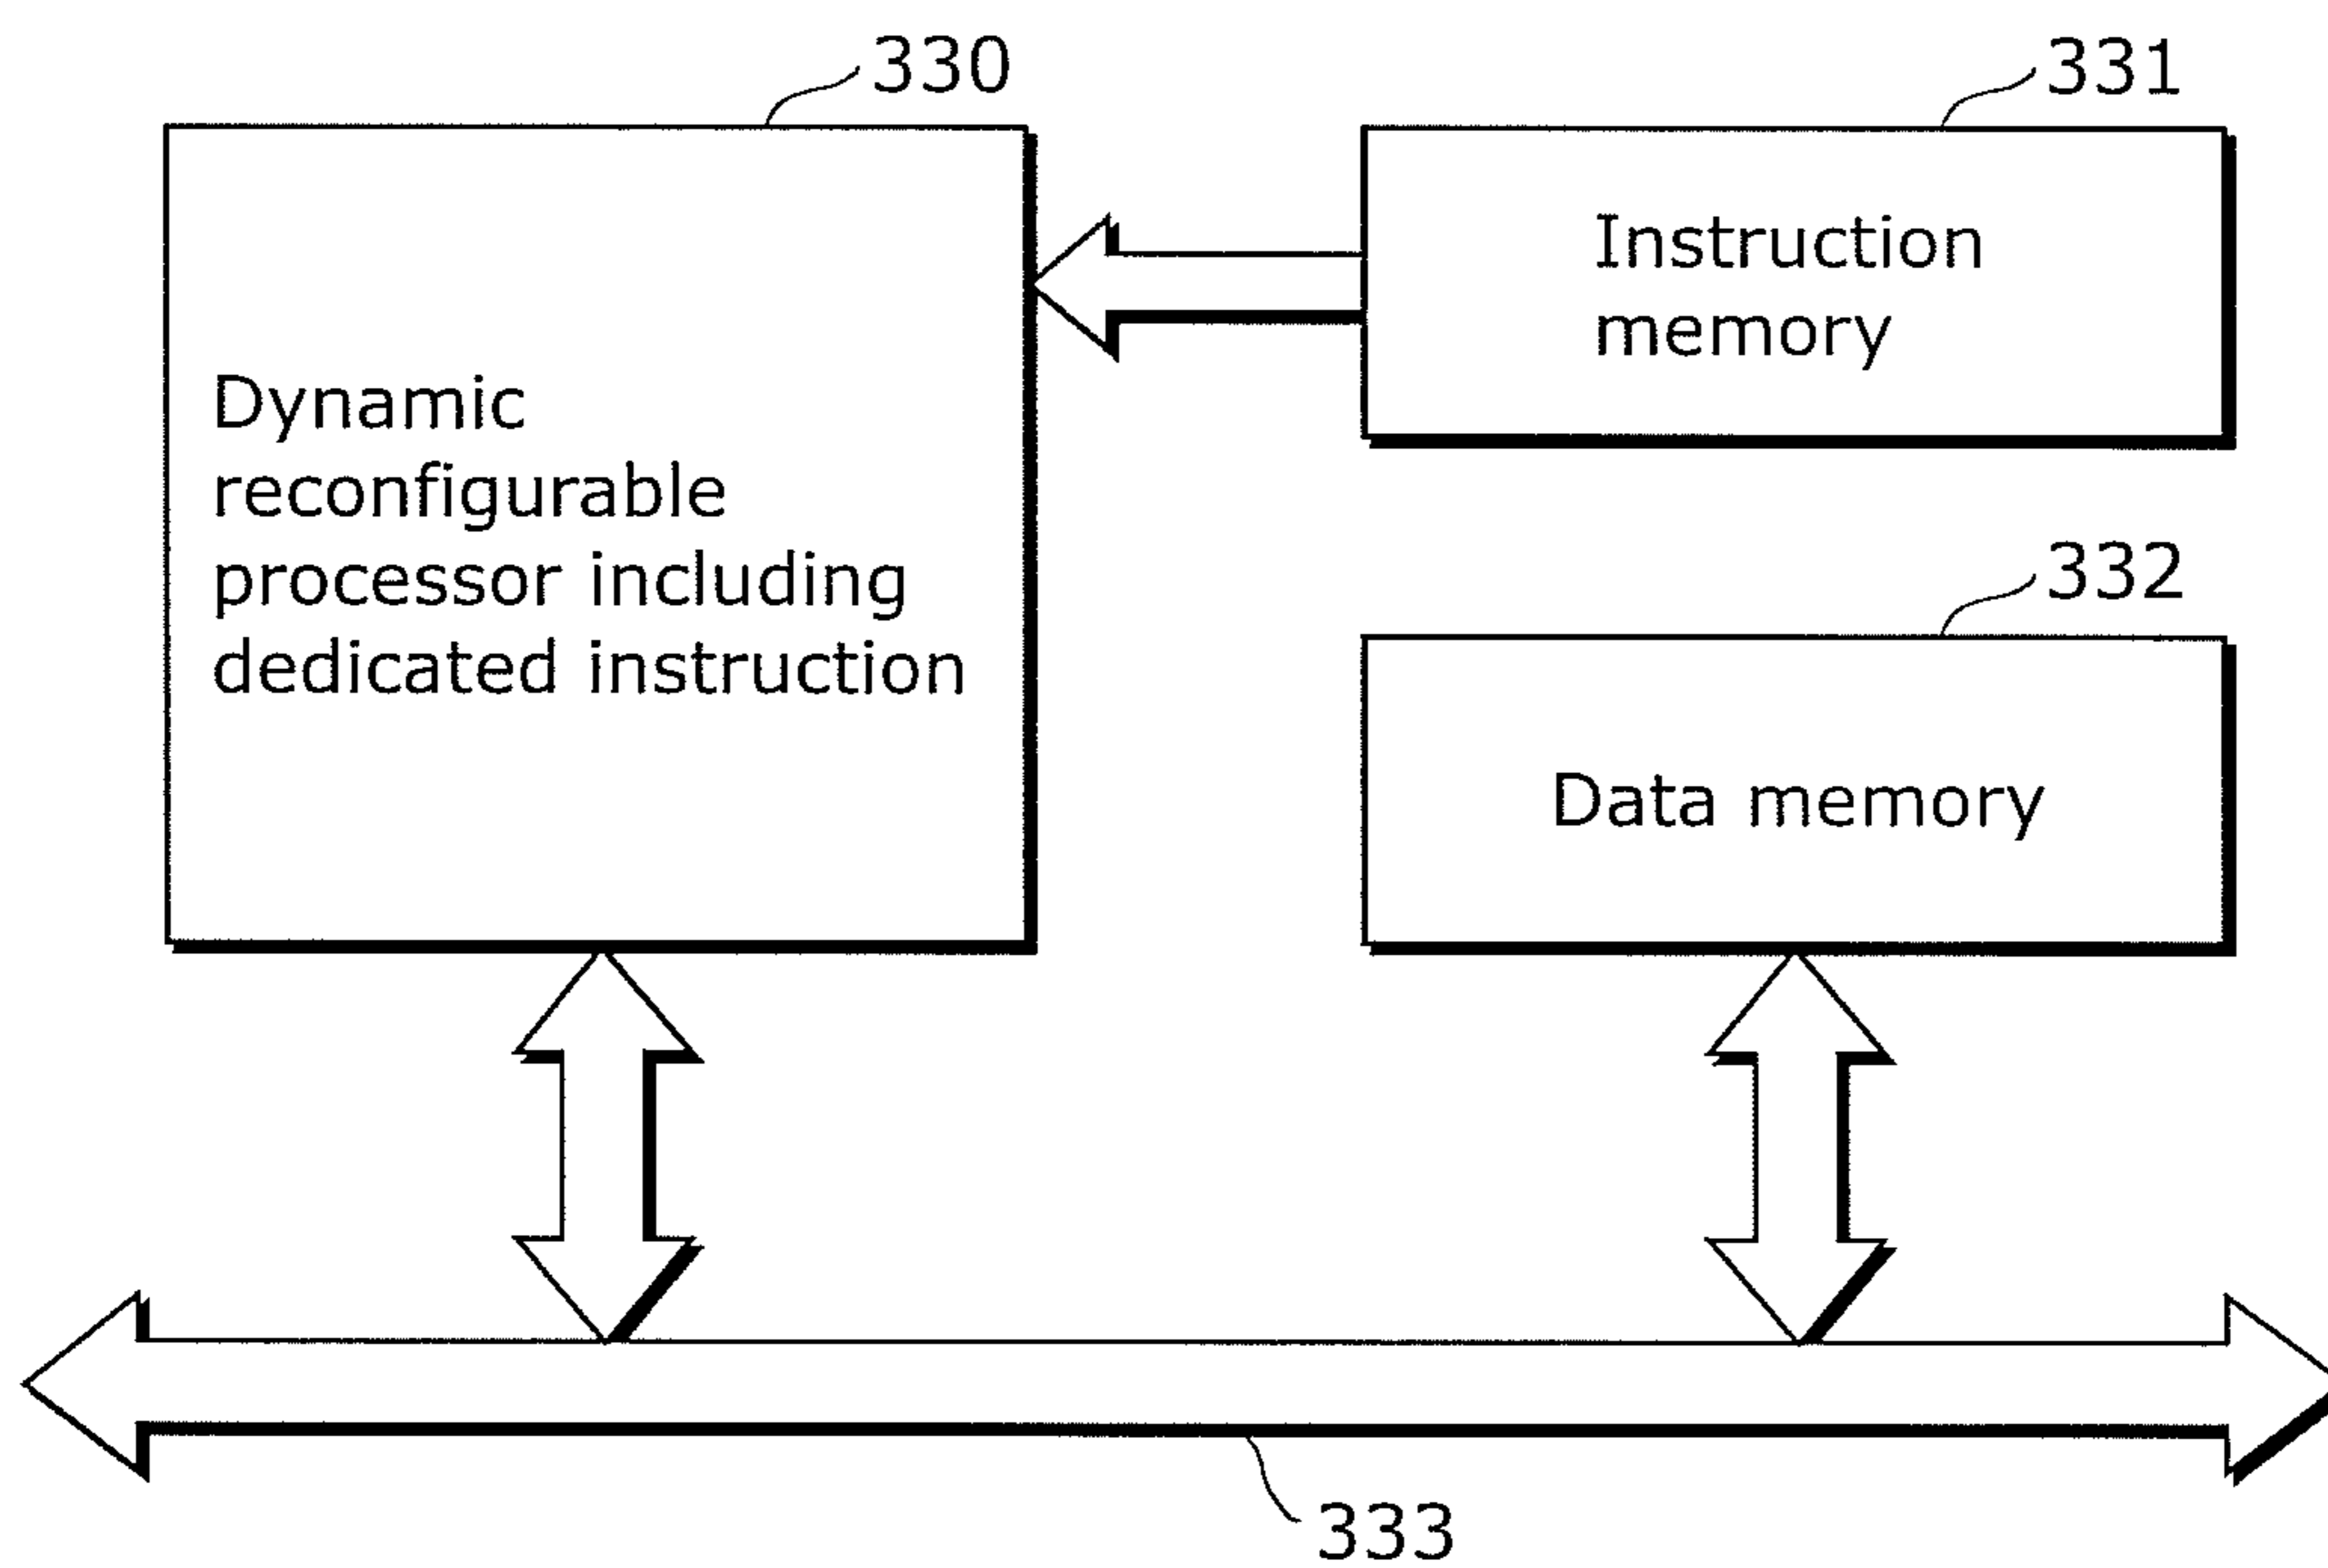 330
331
Instruction
memory
Dynamic
reconfigurable
processor including
dedicated instruction
332
Data memory
333